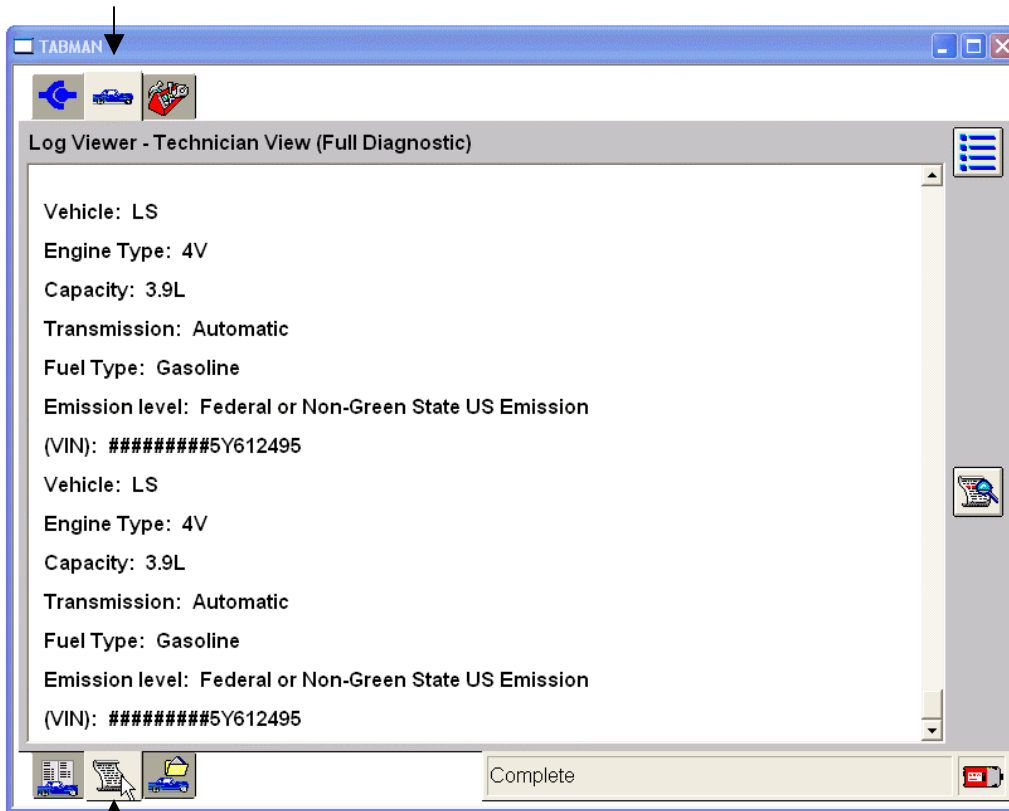 TABMAN
Log Viewer - Technician View (Full Diagnostic)
Vehicle: LS
Engine Type: 4V
Capacity: 3.9L
Transmission: Automatic
Fuel Type: Gasoline
Emission level: Federal or Non-Green State US Emission
(VIN): #########5Y612495
Vehicle: LS
Engine Type: 4V
Capacity: 3.9L
Transmission: Automatic
Fuel Type: Gasoline
Emission level: Federal or Non-Green State US Emission
(VIN): #########5Y612495
Complete